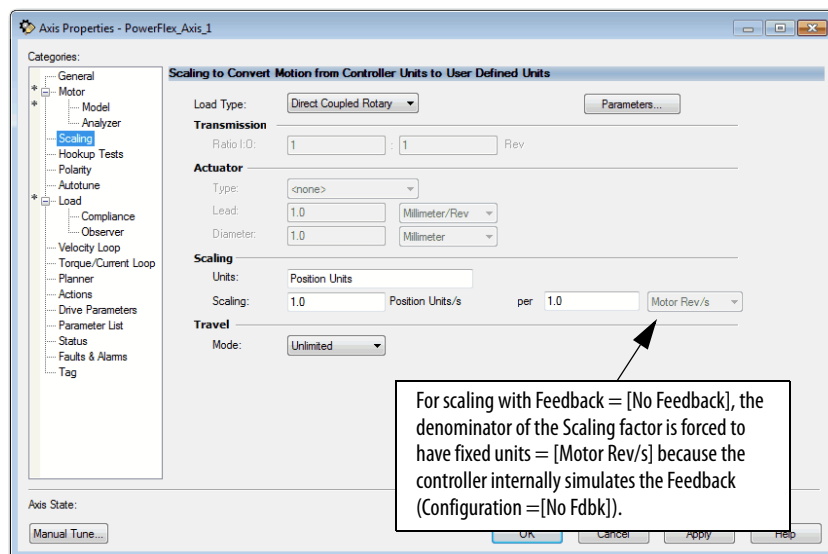 Axis Properties - PowerFlex_Axis_1
Categories:
General
* Motor
* Model
Analyzer
Scaling
Hookup Tests
Polarity
Autotune
* Load
Compliance
Observer
Velocity Loop
Torque/Current Loop
Planner
Actions
Drive Parameters
Parameter List
Status
Faults & Alarms
Tag
Scaling to Convert Motion from Controller Units to User Defined Units
Load Type: Direct Coupled Rotary Parameters...
Transmission
Ratio I:O: 1 : 1 Rev
Actuator
Type: <none>
Lead: 1.0 Millimeter/Rev
Diameter: 1.0 Millimeter
Scaling
Units: Position Units
Scaling: 1.0 Position Units/s per 1.0 Motor Rev/s
Travel
Mode: Unlimited
For scaling with Feedback = [No Feedback], the
denominator of the Scaling factor is forced to
have fixed units = [Motor Rev/s] because the
controller internally simulates the Feedback
(Configuration =[No Fdbk]).
Axis State:
Manual Tune... OK Cancel Apply Help